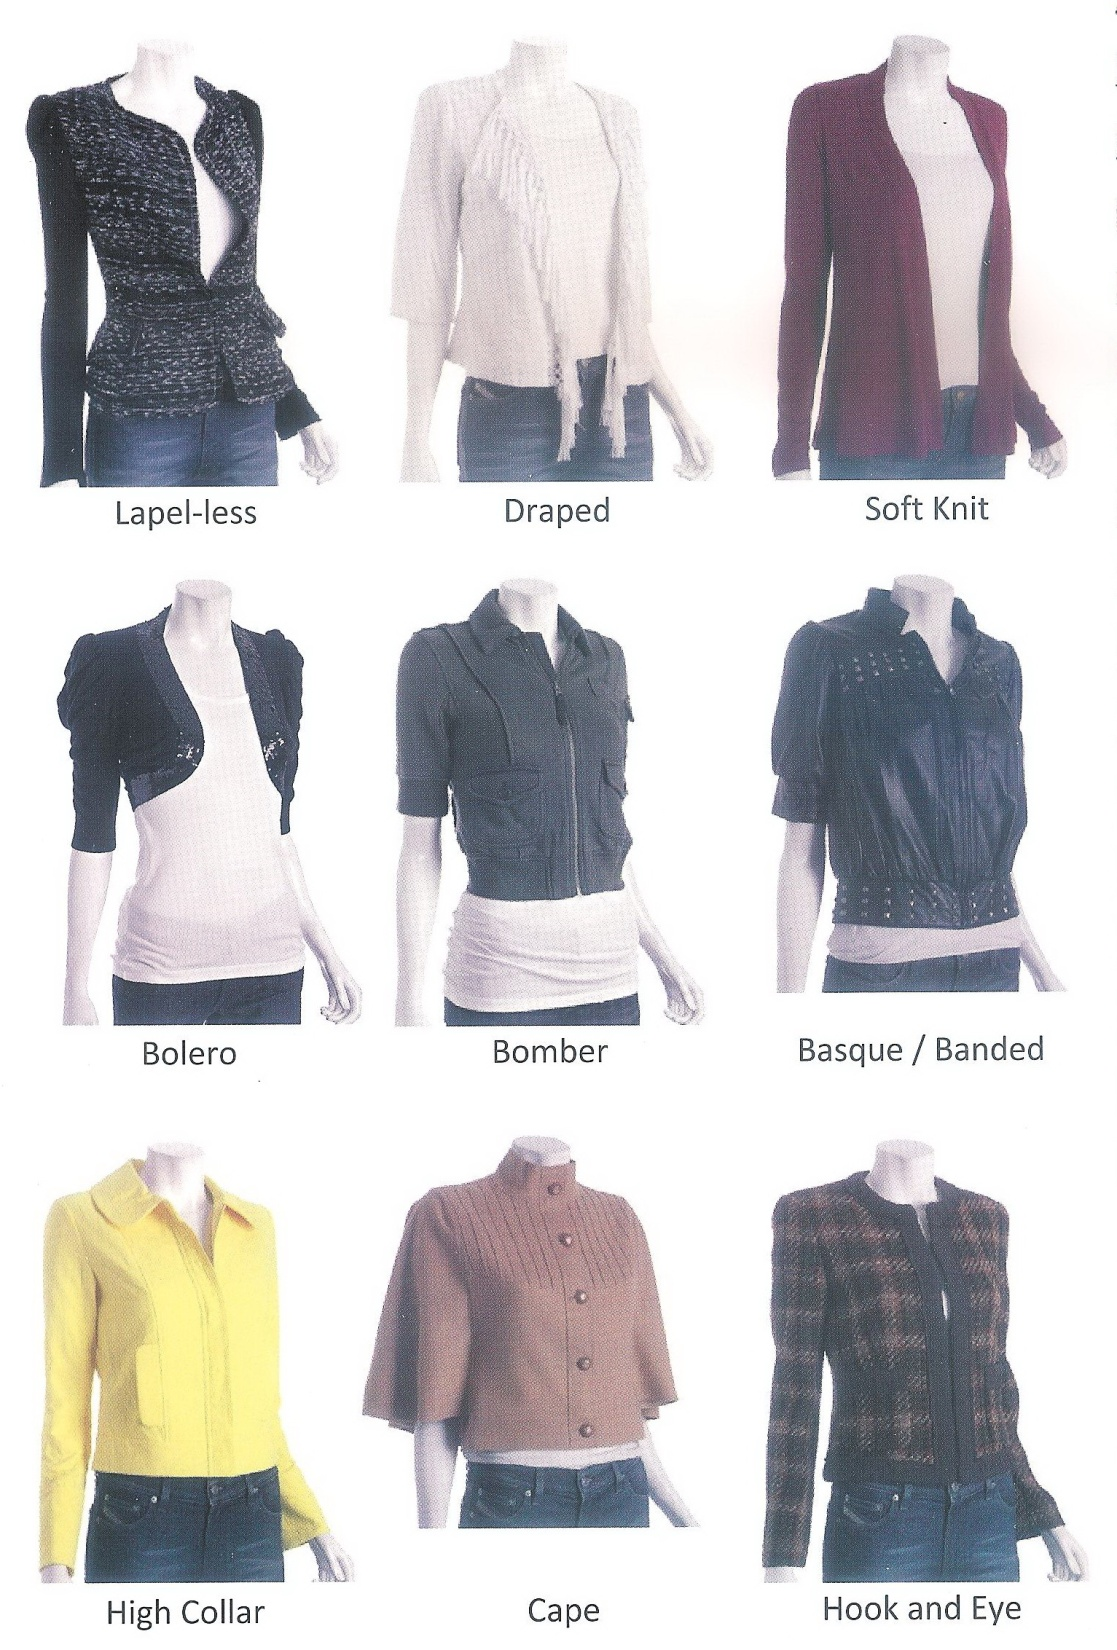 Lapel-less
Draped
Soft Knit
Bolero
Bomber
Basque / Banded
High Collar
Cape
Hook and Eye